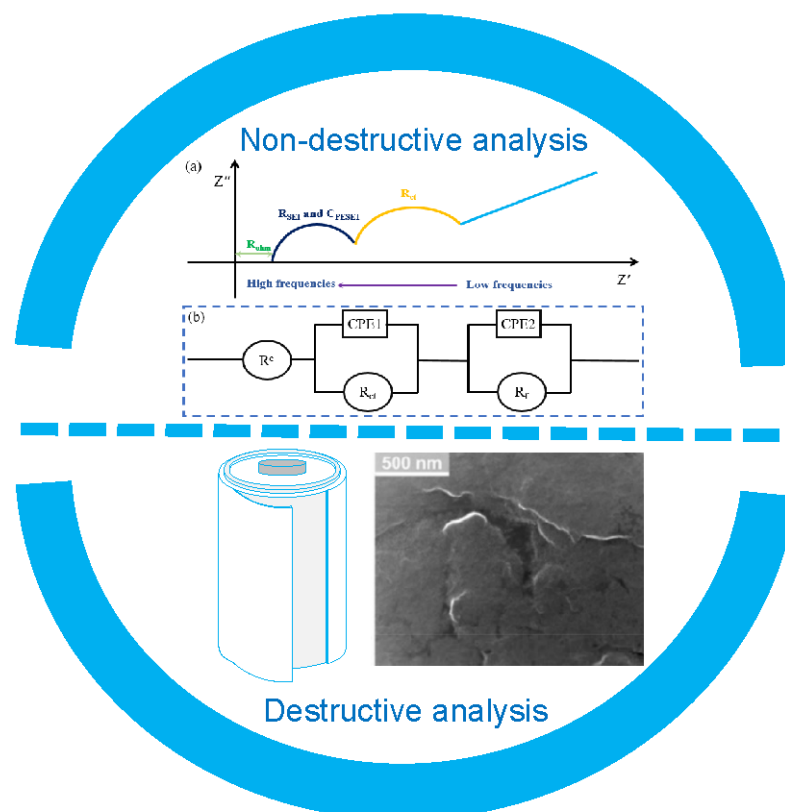 Non-destructive analysis
(a)
Z"
R_SEI and C_PESEI
R_ct
R_ohm
Z'
High frequencies
Low frequencies
(b)
CPE1
CPE2
R^e
R_ct
R_f
500 nm
Destructive analysis